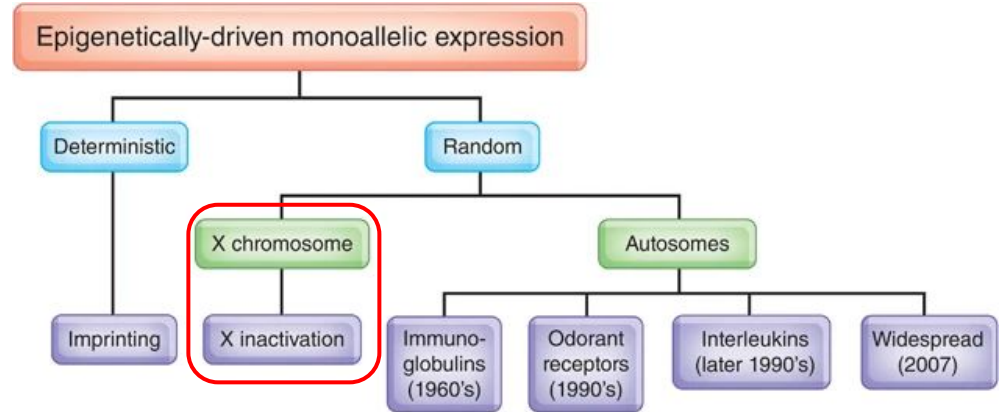 Epigenetically-driven monoallelic expression
Deterministic
Random
X chromosome
Autosomes
Imprinting
X inactivation
Immuno-
globulins
(1960's)
Odorant
receptors
(1990's)
Interleukins
(later 1990's)
Widespread
(2007)